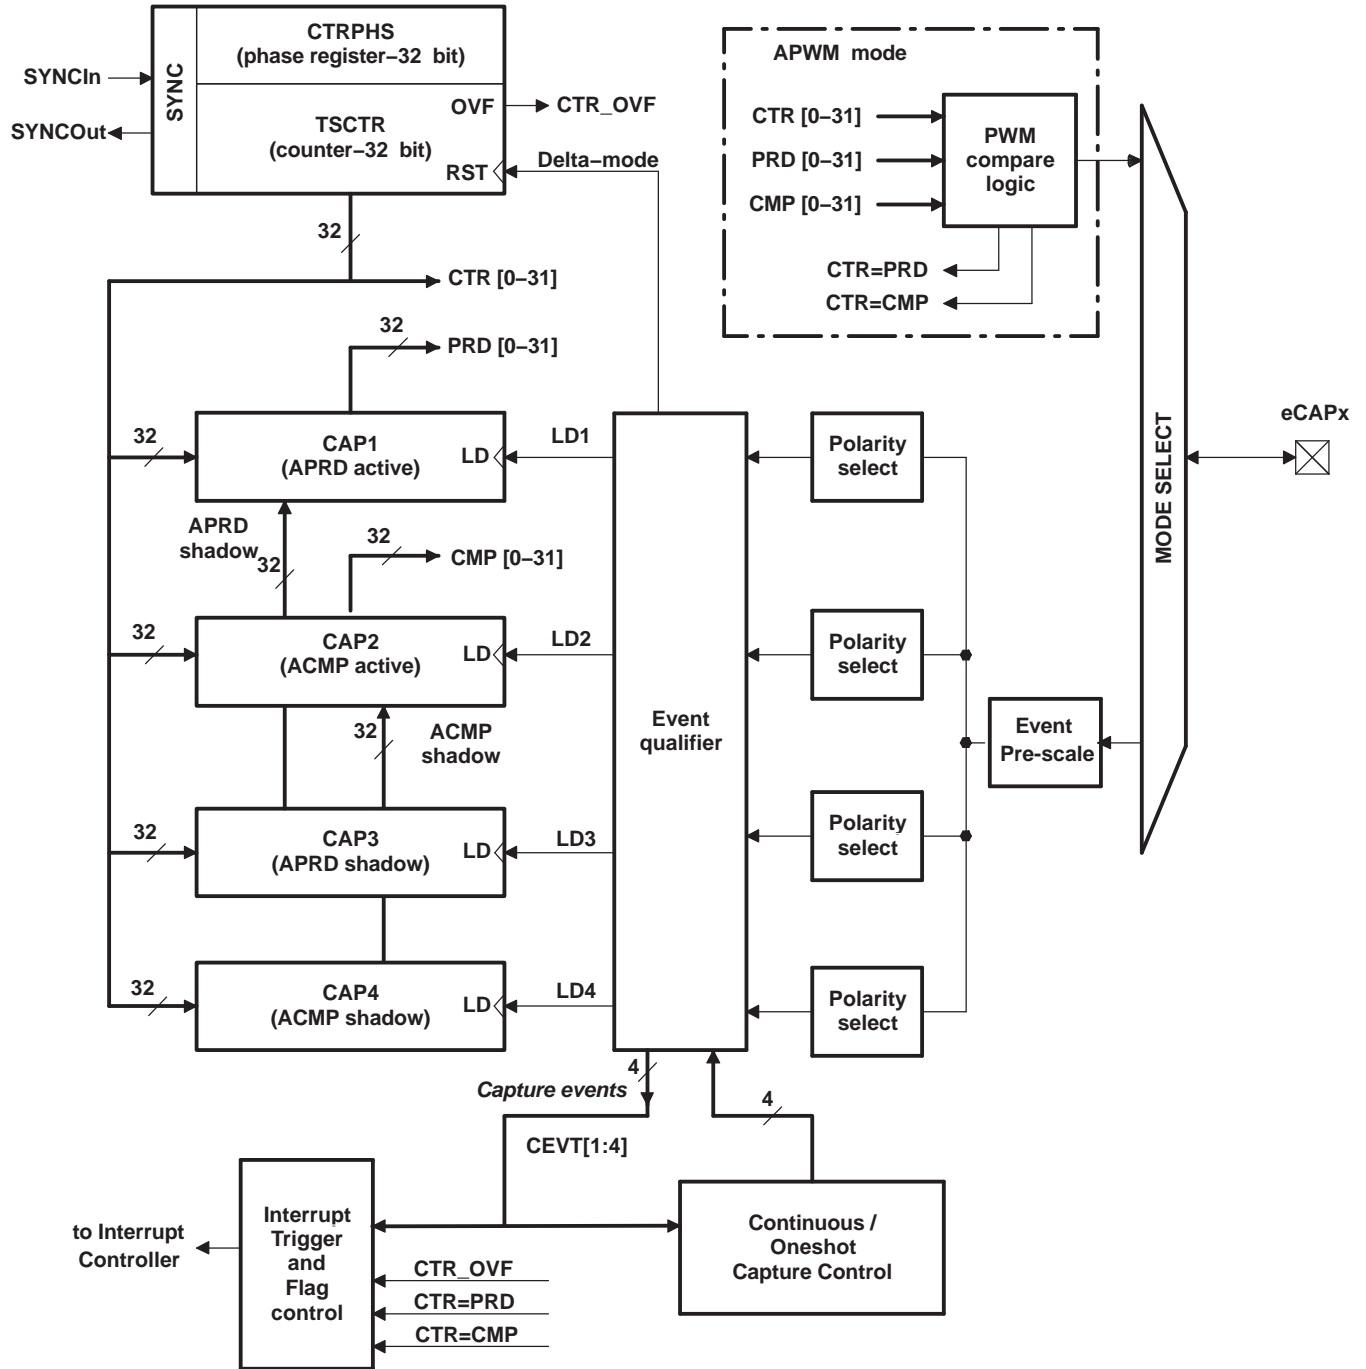 CTRPHS
(phase register−32 bit)
SYNC
SYNCIn
SYNCOut
OVF
CTR_OVF
TSCTR
(counter−32 bit)
RST
Delta−mode
32
CTR [0−31]
32
PRD [0−31]
APWM mode
CTR [0−31]
PRD [0−31]
CMP [0−31]
PWM
compare
logic
CTR=PRD
CTR=CMP
MODE SELECT
eCAPx
32
CAP1
(APRD active)
LD
LD1
Polarity
select
APRD
shadow
32
32
CMP [0−31]
32
CAP2
(ACMP active)
LD
LD2
Polarity
select
32
ACMP
shadow
Event
qualifier
Event
Pre-scale
32
CAP3
(APRD shadow)
LD
LD3
Polarity
select
32
CAP4
(ACMP shadow)
LD
LD4
Polarity
select
4
Capture events
4
CEVT[1:4]
to Interrupt
Controller
Interrupt
Trigger
and
Flag
control
CTR_OVF
CTR=PRD
CTR=CMP
Continuous /
Oneshot
Capture Control